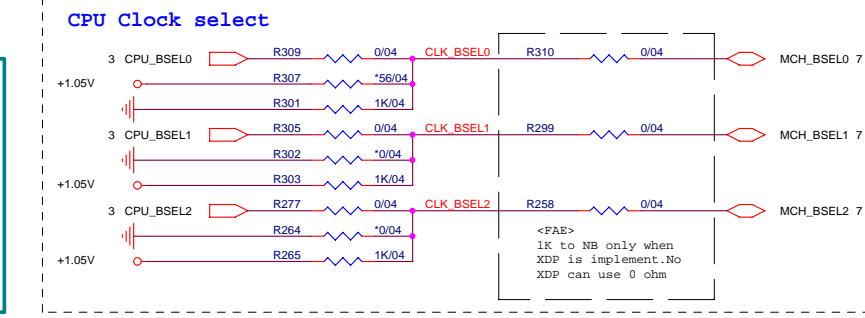 CPU Clock select
3 CPU_BSEL0 R309 0/04 CLK_BSEL0 R310 0/04 MCH_BSEL0 7
+1.05V R307 *56/04
R301 1K/04
3 CPU_BSEL1 R305 0/04 CLK_BSEL1 R299 0/04 MCH_BSEL1 7
R302 *0/04
+1.05V R303 1K/04
3 CPU_BSEL2 R277 0/04 CLK_BSEL2 R258 0/04 MCH_BSEL2 7
R264 *0/04
+1.05V R265 1K/04
<FAE>
1K to NB only when
XDP is implement.No
XDP can use 0 ohm